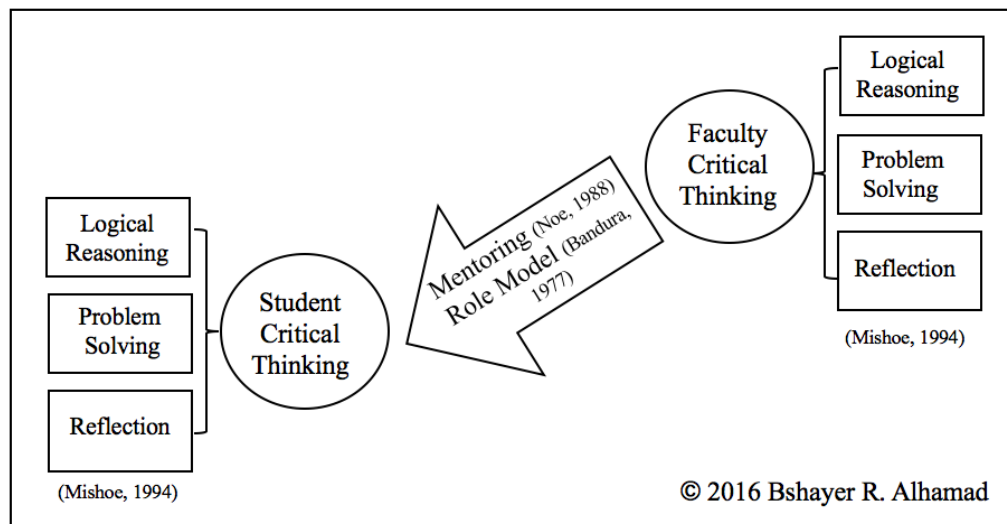 Logical
Reasoning
Problem
Solving
Reflection
(Mishoe, 1994)
Student
Critical
Thinking
Mentoring (Noe, 1988)
Role Model (Bandura,
1977)
Faculty
Critical
Thinking
Logical
Reasoning
Problem
Solving
Reflection
(Mishoe, 1994)
© 2016 Bshayer R. Alhamad